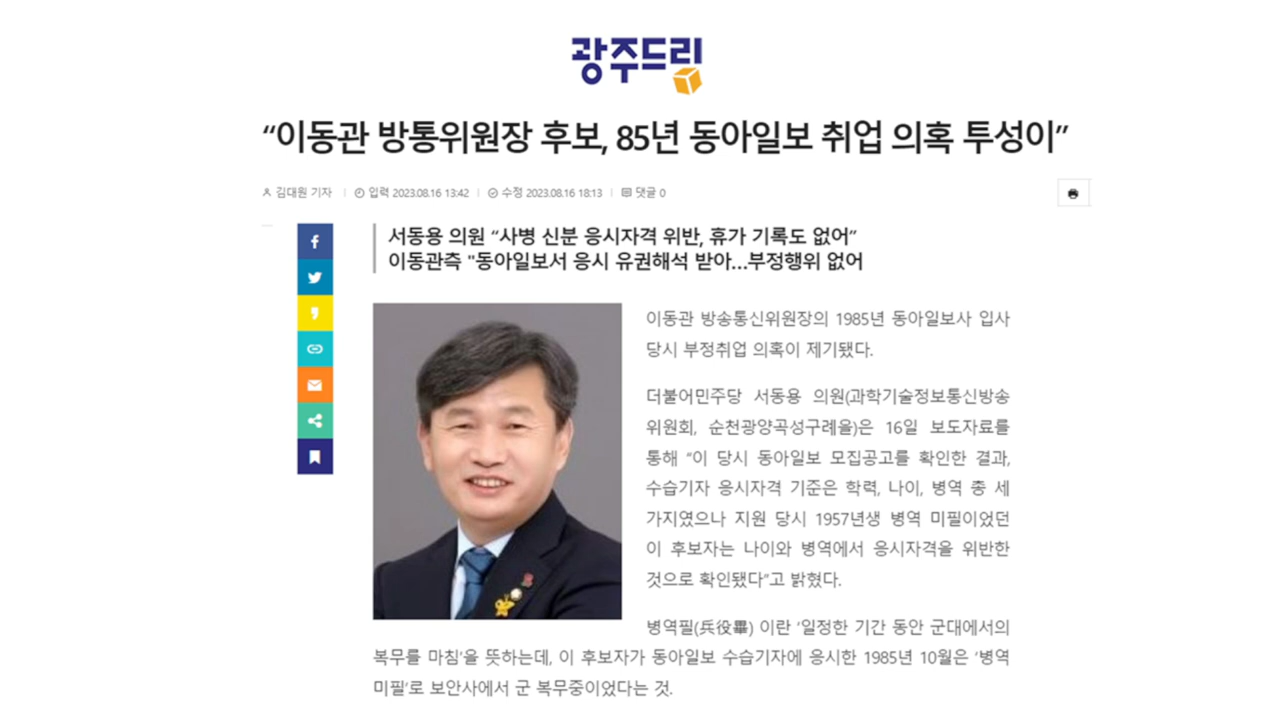 광주드림
“이동관 방통위원장 후보, 85년 동아일보 취업 의혹 투성이”
김대원 기자 입력 2023.08.16 13:42 수정 2023.08.16 18:13 댓글 0
서동용 의원 “사병 신분 응시자격 위반, 휴가 기록도 없어”
이동관측 "동아일보서 응시 유권해석 받아…부정행위 없어
이동관 방송통신위원장의 1985년 동아일보사 입사
당시 부정취업 의혹이 제기됐다.
더불어민주당 서동용 의원(과학기술정보통신방송
위원회, 순천광양곡성구례을)은 16일 보도자료를
통해 “이 당시 동아일보 모집공고를 확인한 결과,
수습기자 응시자격 기준은 학력, 나이, 병역 총 세
가지였으나 지원 당시 1957년생 병역 미필이었던
이 후보자는 나이와 병역에서 응시자격을 위반한
것으로 확인됐다”고 밝혔다.
병역필(兵役畢) 이란 ‘일정한 기간 동안 군대에서의
복무를 마침’을 뜻하는데, 이 후보자가 동아일보 수습기자에 응시한 1985년 10월은 ‘병역
미필’로 보안사에서 군 복무중이었다는 것.